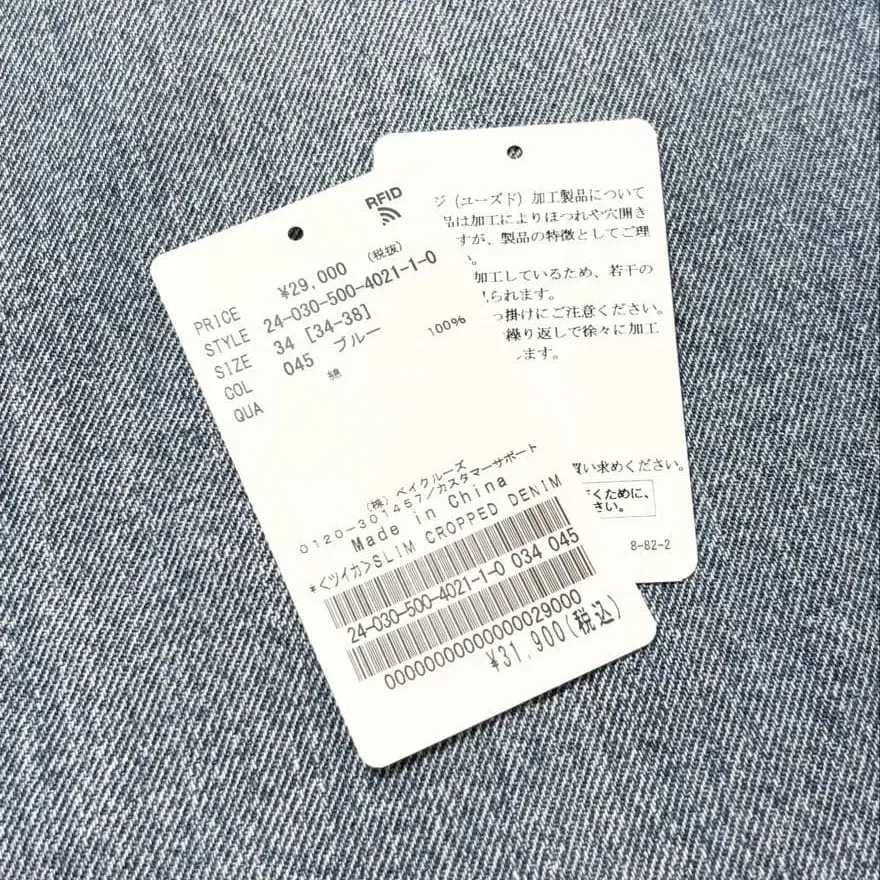 RFID
PRICE ¥29,000 (税抜)
STYLE 24-030-500-4021-1-0
SIZE 34 [34-38]
COL 045 ブルー
QUA 綿 100%
(株) ベイクルーズ
0120-301457/カスタマーサポート
Made in China
*<ツイカ>SLIM CROPPED DENIM
24-030-500-4021-1-0 034 045
0000000000000029000
¥31,900(税込)
ジ (ユーズド) 加工製品について
品は加工によりほつれや穴開き
すが、製品の特徴としてご理
。
加工しているため、若干の
られます。
っ掛けにご注意ください。
繰り返しで徐々に加工
します。
買い求めください。
くために、
さい。
8-82-2